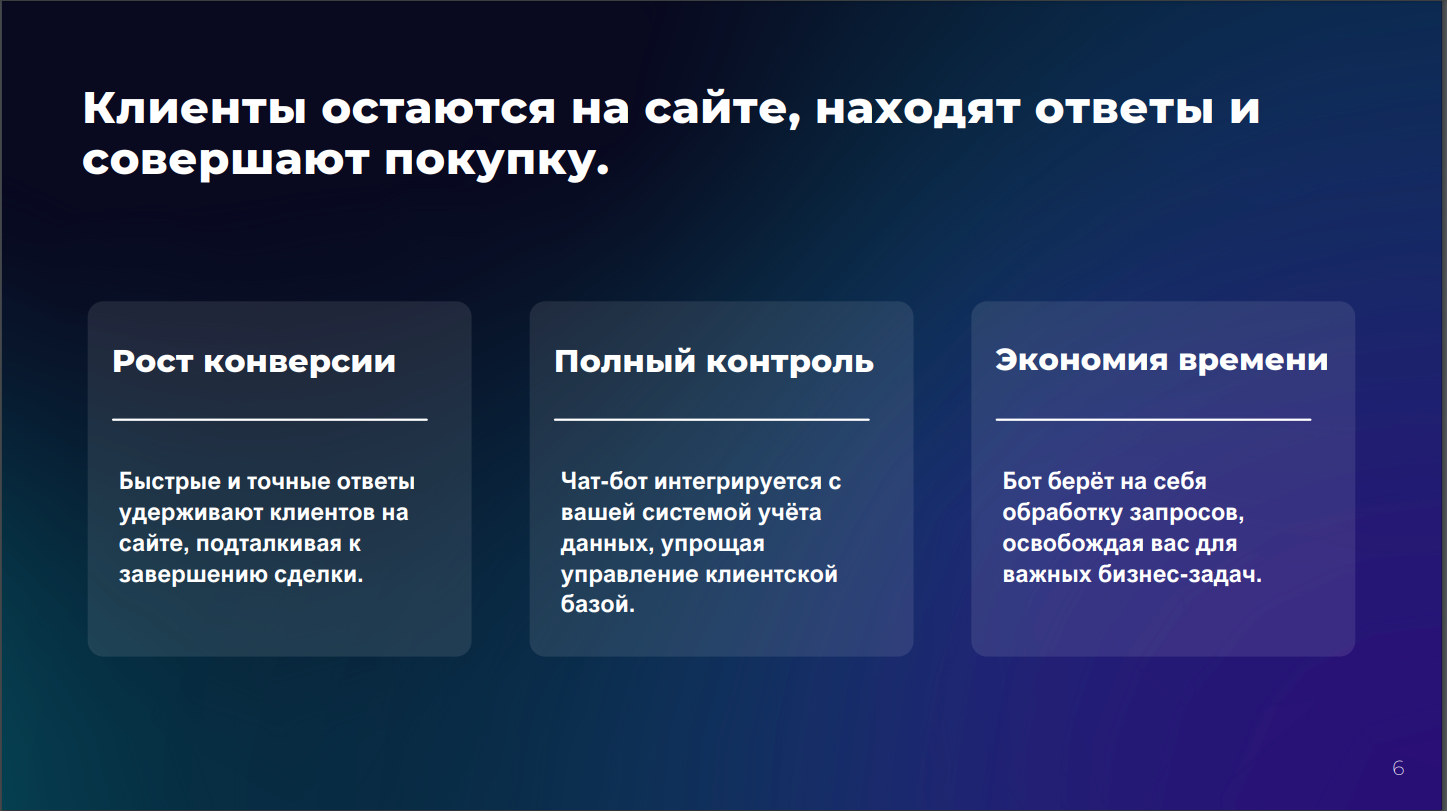 Клиенты остаются на сайте, находят ответы и
совершают покупку.
Рост конверсии
Быстрые и точные ответы
удерживают клиентов на
сайте, подталкивая к
завершению сделки.
Полный контроль
Чат-бот интегрируется с
вашей системой учёта
данных, упрощая
управление клиентской
базой.
Экономия времени
Бот берёт на себя
обработку запросов,
освобождая вас для
важных бизнес-задач.
6